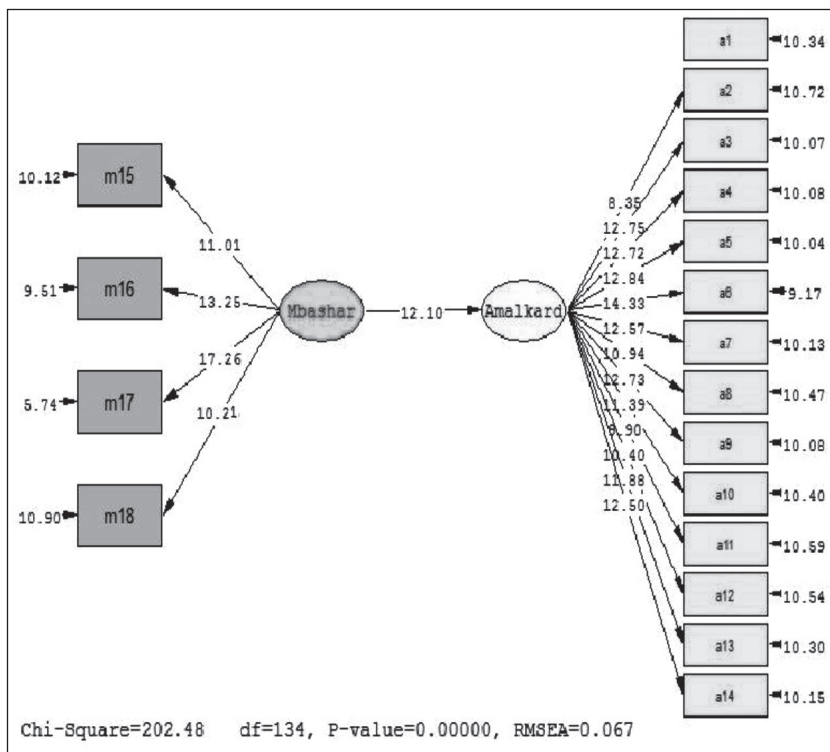 a1
10.34
a2
10.72
a3
10.07
a4
10.08
a5
10.04
a6
9.17
a7
10.13
a8
10.47
a9
10.08
a10
10.40
a11
10.59
a12
10.54
a13
10.30
a14
10.15
10.12
m15
9.51
m16
5.74
m17
10.90
m18
11.01
13.25
17.26
10.21
Mbashar
12.10
Amalkard
8.35
12.75
12.72
12.84
14.33
12.57
10.94
12.73
11.39
8.90
10.40
11.88
12.50
Chi-Square=202.48 df=134, P-value=0.00000, RMSEA=0.067